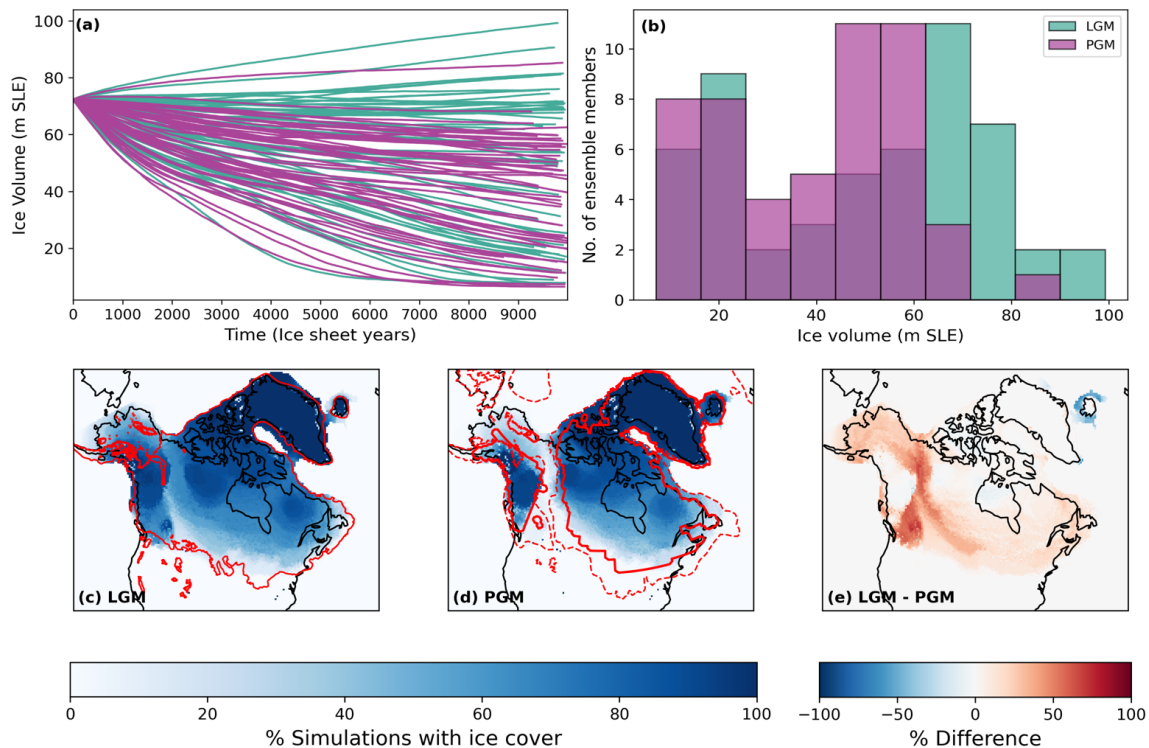 (a)
100
80
60
40
20
Ice Volume (m SLE)
0 1000 2000 3000 4000 5000 6000 7000 8000 9000
Time (Ice sheet years)
(b)
LGM
PGM
10
8
6
4
2
0
No. of ensemble members
20 40 60 80 100
Ice volume (m SLE)
(c) LGM
(d) PGM
(e) LGM - PGM
0 20 40 60 80 100
% Simulations with ice cover
−100 −50 0 50 100
% Difference